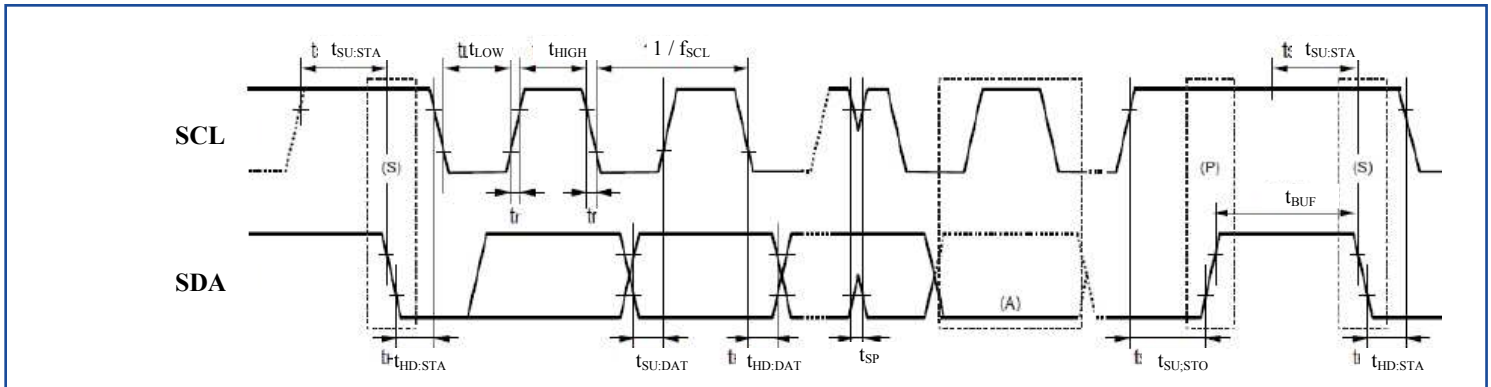 tSU:STA tLOW tHIGH 1 / fSCL tSU:STA
SCL
(S) (P) (S)
tr tf tBUF
SDA
(A)
tHD:STA tSU:DAT tHD:DAT tSP tSU;STO tHD:STA